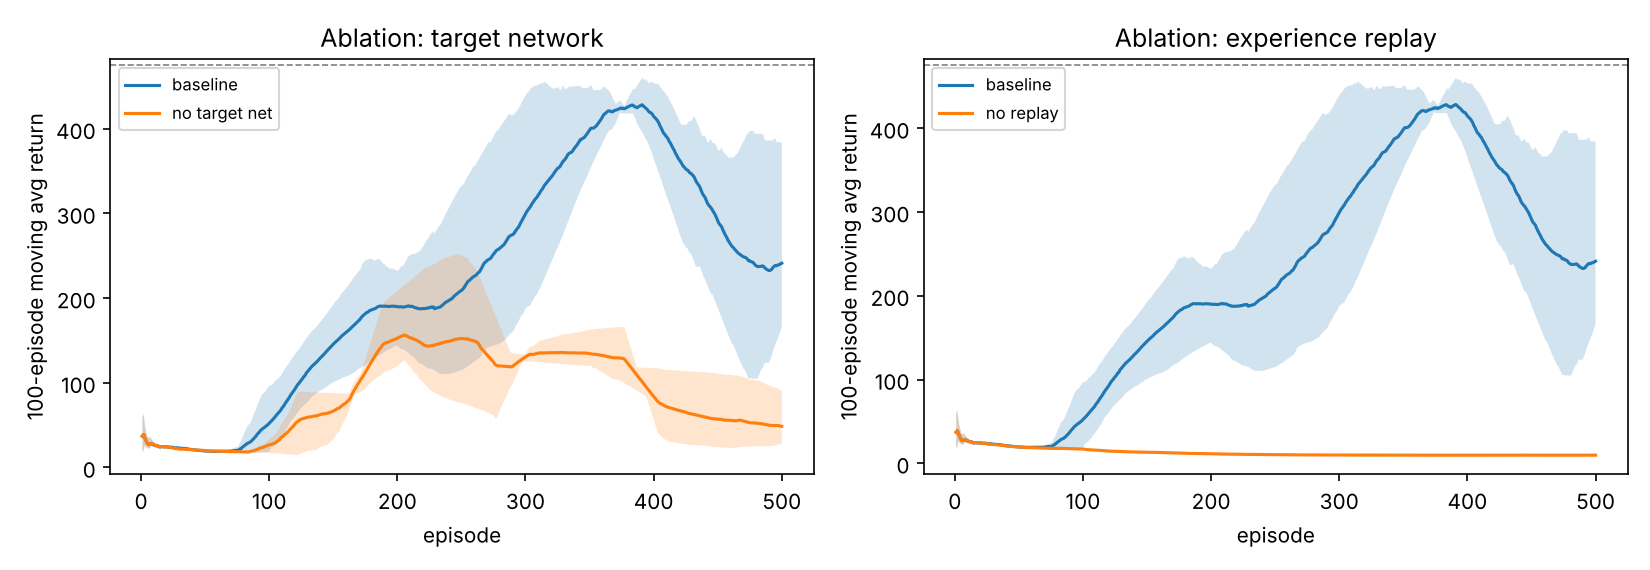 Ablation: target network
baseline
no target net
100-episode moving avg return
400
300
200
100
0
0 100 200 300 400 500
episode
Ablation: experience replay
baseline
no replay
100-episode moving avg return
400
300
200
100
0
0 100 200 300 400 500
episode